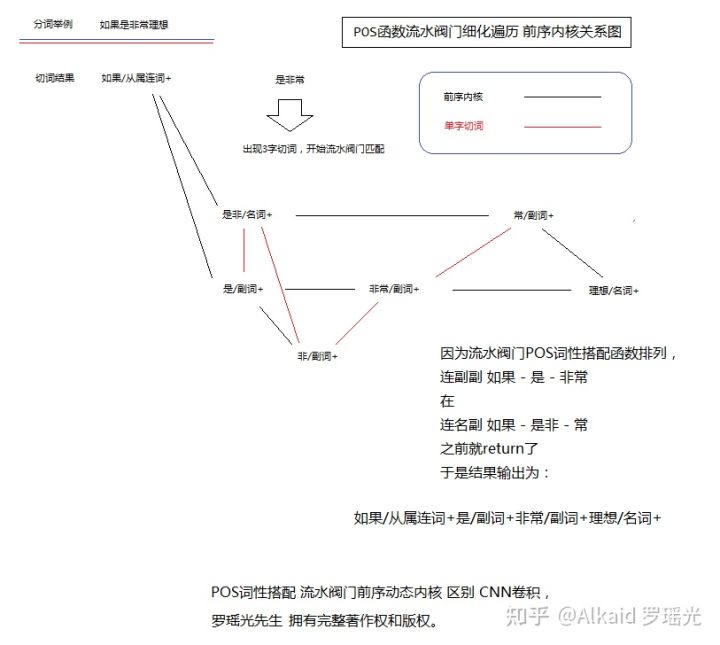 分词举例 如果是非常理想
POS函数流水阀门细化遍历 前序内核关系图
切词结果 如果/从属连词+
是非常
前序内核
单字切词
出现3字切词，开始流水阀门匹配
是非/名词+ 常/副词+
是/副词+ 非常/副词+ 理想/名词+
非/副词+
因为流水阀门POS词性搭配函数排列，
连副副 如果 - 是 - 非常
在
连名副 如果 - 是非 - 常
之前就return了
于是结果输出为：
如果/从属连词+是/副词+非常/副词+理想/名词+
POS词性搭配 流水阀门前序动态内核 区别 CNN卷积，
罗瑶光先生 拥有完整著作权和版权。
知乎 @Alkaid 罗瑶光